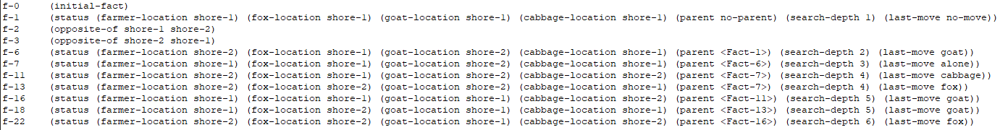 f-0 (initial-fact)
f-1 (status (farmer-location shore-1) (fox-location shore-1) (goat-location shore-1) (cabbage-location shore-1) (parent no-parent) (search-depth 1) (last-move no-move))
f-2 (opposite-of shore-1 shore-2)
f-3 (opposite-of shore-2 shore-1)
f-6 (status (farmer-location shore-2) (fox-location shore-1) (goat-location shore-2) (cabbage-location shore-1) (parent <Fact-1>) (search-depth 2) (last-move goat))
f-7 (status (farmer-location shore-1) (fox-location shore-1) (goat-location shore-2) (cabbage-location shore-1) (parent <Fact-6>) (search-depth 3) (last-move alone))
f-11 (status (farmer-location shore-2) (fox-location shore-1) (goat-location shore-2) (cabbage-location shore-2) (parent <Fact-7>) (search-depth 4) (last-move cabbage))
f-13 (status (farmer-location shore-2) (fox-location shore-2) (goat-location shore-2) (cabbage-location shore-1) (parent <Fact-7>) (search-depth 4) (last-move fox))
f-16 (status (farmer-location shore-1) (fox-location shore-1) (goat-location shore-1) (cabbage-location shore-2) (parent <Fact-11>) (search-depth 5) (last-move goat))
f-18 (status (farmer-location shore-1) (fox-location shore-2) (goat-location shore-1) (cabbage-location shore-1) (parent <Fact-13>) (search-depth 5) (last-move goat))
f-22 (status (farmer-location shore-2) (fox-location shore-2) (goat-location shore-1) (cabbage-location shore-2) (parent <Fact-16>) (search-depth 6) (last-move fox))